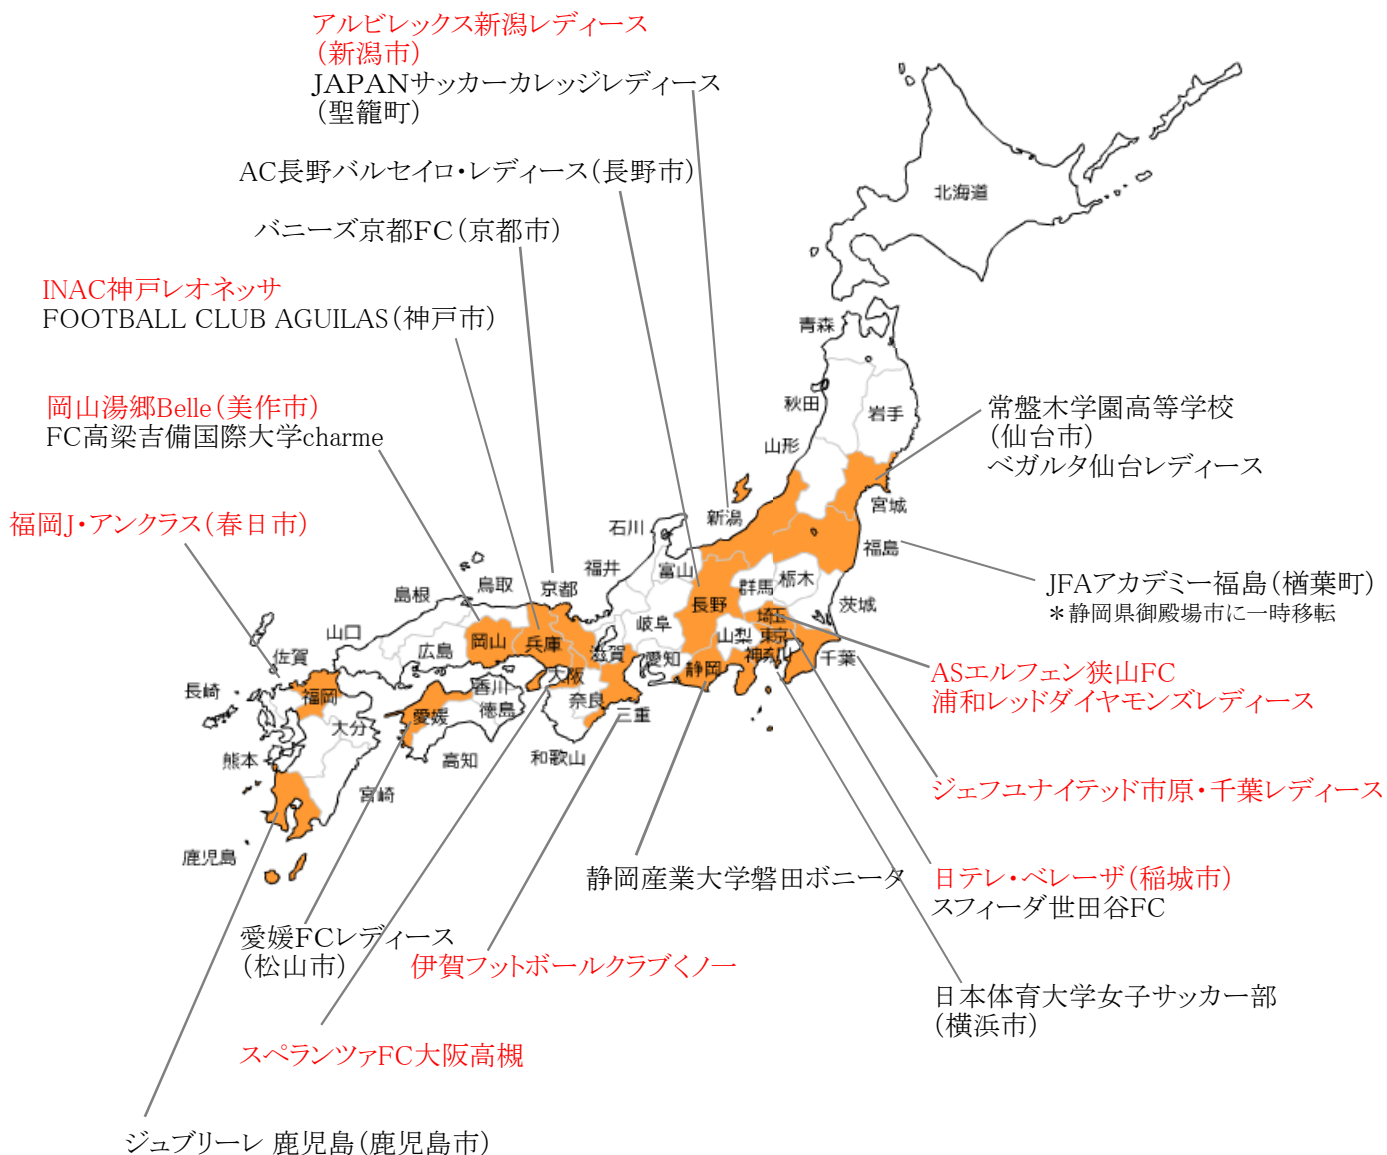 アルビレックス新潟レディース
（新潟市）
JAPANサッカーカレッジレディース
（聖籠町）
AC長野パルセイロ・レディース（長野市）
バニーズ京都FC（京都市）
INAC神戸レオネッサ
FOOTBALL CLUB AGUILAS（神戸市）
岡山湯郷Belle（美作市）
FC高梁吉備国際大学charme
福岡J・アンクラス（春日市）
北海道
青森
秋田
岩手
山形
宮城
新潟
福島
石川
富山
福井
群馬
栃木
茨城
長野
埼玉
東京
山梨
神奈
千葉
岐阜
愛知
静岡
滋賀
京都
兵庫
大阪
奈良
三重
和歌山
鳥取
島根
岡山
広島
山口
香川
徳島
愛媛
高知
佐賀
長崎
福岡
大分
熊本
宮崎
鹿児島
常盤木学園高等学校
（仙台市）
ベガルタ仙台レディース
JFAアカデミー福島（楢葉町）
＊静岡県御殿場市に一時移転
ASエルフェン狭山FC
浦和レッドダイヤモンズレディース
ジェフユナイテッド市原・千葉レディース
静岡産業大学磐田ボニータ
日テレ・ベレーザ（稲城市）
スフィーダ世田谷FC
愛媛FCレディース
（松山市）
伊賀フットボールクラブくノ一
日本体育大学女子サッカー部
（横浜市）
スペランツァFC大阪高槻
ジュブリーレ 鹿児島（鹿児島市）